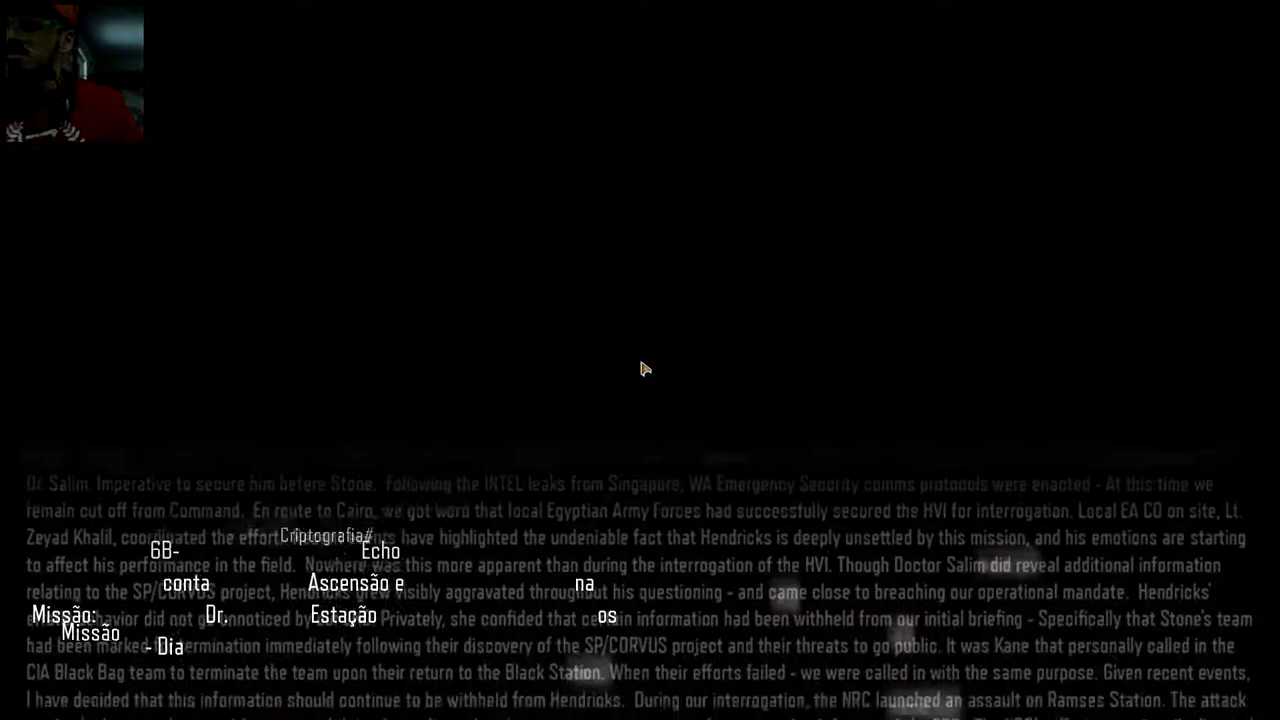 Dr. Salim. Imperative to secure him before Stone. Following the INTEL leaks from Singapore, WA Emergency Security comms protocols were enacted - At this time we
remain cut off from Command. En route to Cairo, we got word that local Egyptian Army Forces had successfully secured the HVI for interrogation. Local EA CO on site, Lt.
Criptografia#
Zeyad Khalil, coordinated the effort have highlighted the undeniable fact that Hendricks is deeply unsettled by this mission, and his emotions are starting
6B- Echo
to affect his performance in the field. Nowhere was this more apparent than during the interrogation of the HVI. Though Doctor Salim did reveal additional information
conta Ascensão e na
relating to the SP/CORVUS project, Hendricks grew visibly aggravated throughout his questioning - and came close to breaching our operational mandate. Hendricks'
Missão: Dr. Estação os
behavior did not go unnoticed by Privately, she confided that certain information had been withheld from our initial briefing - Specifically that Stone's team
Missão - Dia
had been marked termination immediately following their discovery of the SP/CORVUS project and their threats to go public. It was Kane that personally called in the
CIA Black Bag team to terminate the team upon their return to the Black Station. When their efforts failed - we were called in with the same purpose. Given recent events,
I have decided that this information should continue to be withheld from Hendricks. During our interrogation, the NRC launched an assault on Ramses Station. The attack